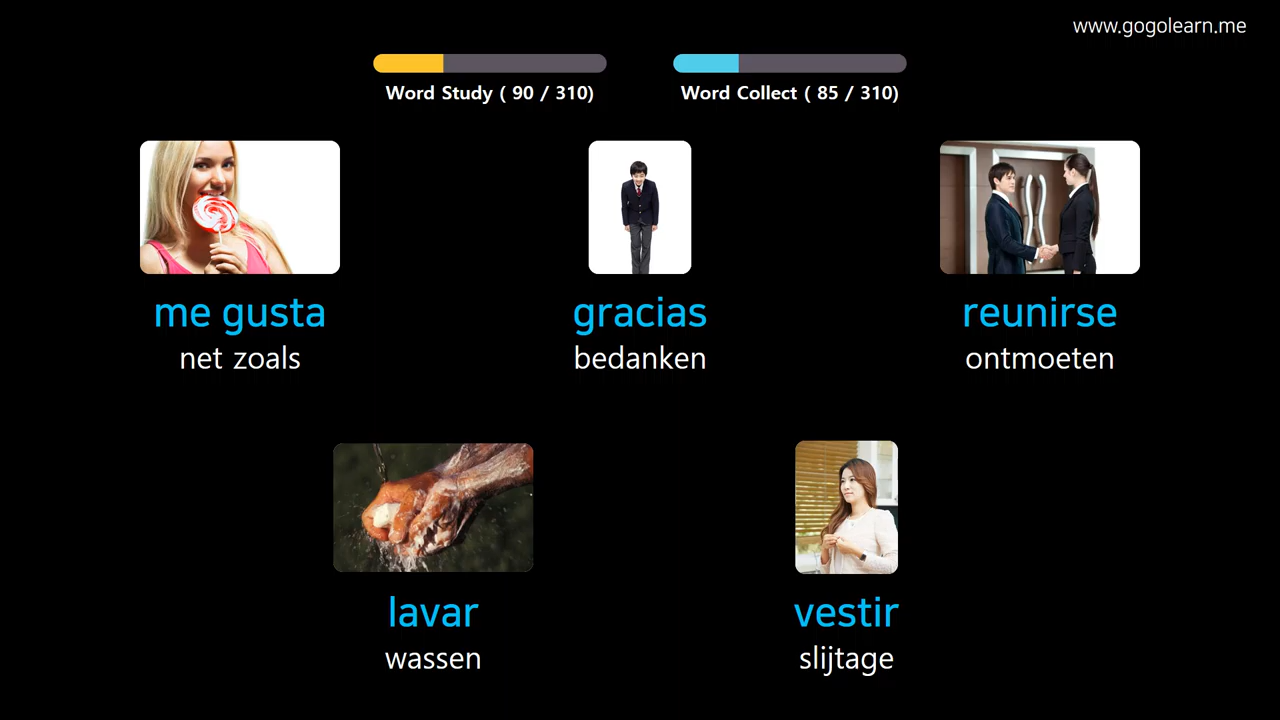 www.gogolearn.me
Word Study ( 90 / 310)
Word Collect ( 85 / 310)
me gusta
net zoals
gracias
bedanken
reunirse
ontmoeten
lavar
wassen
vestir
slijtage